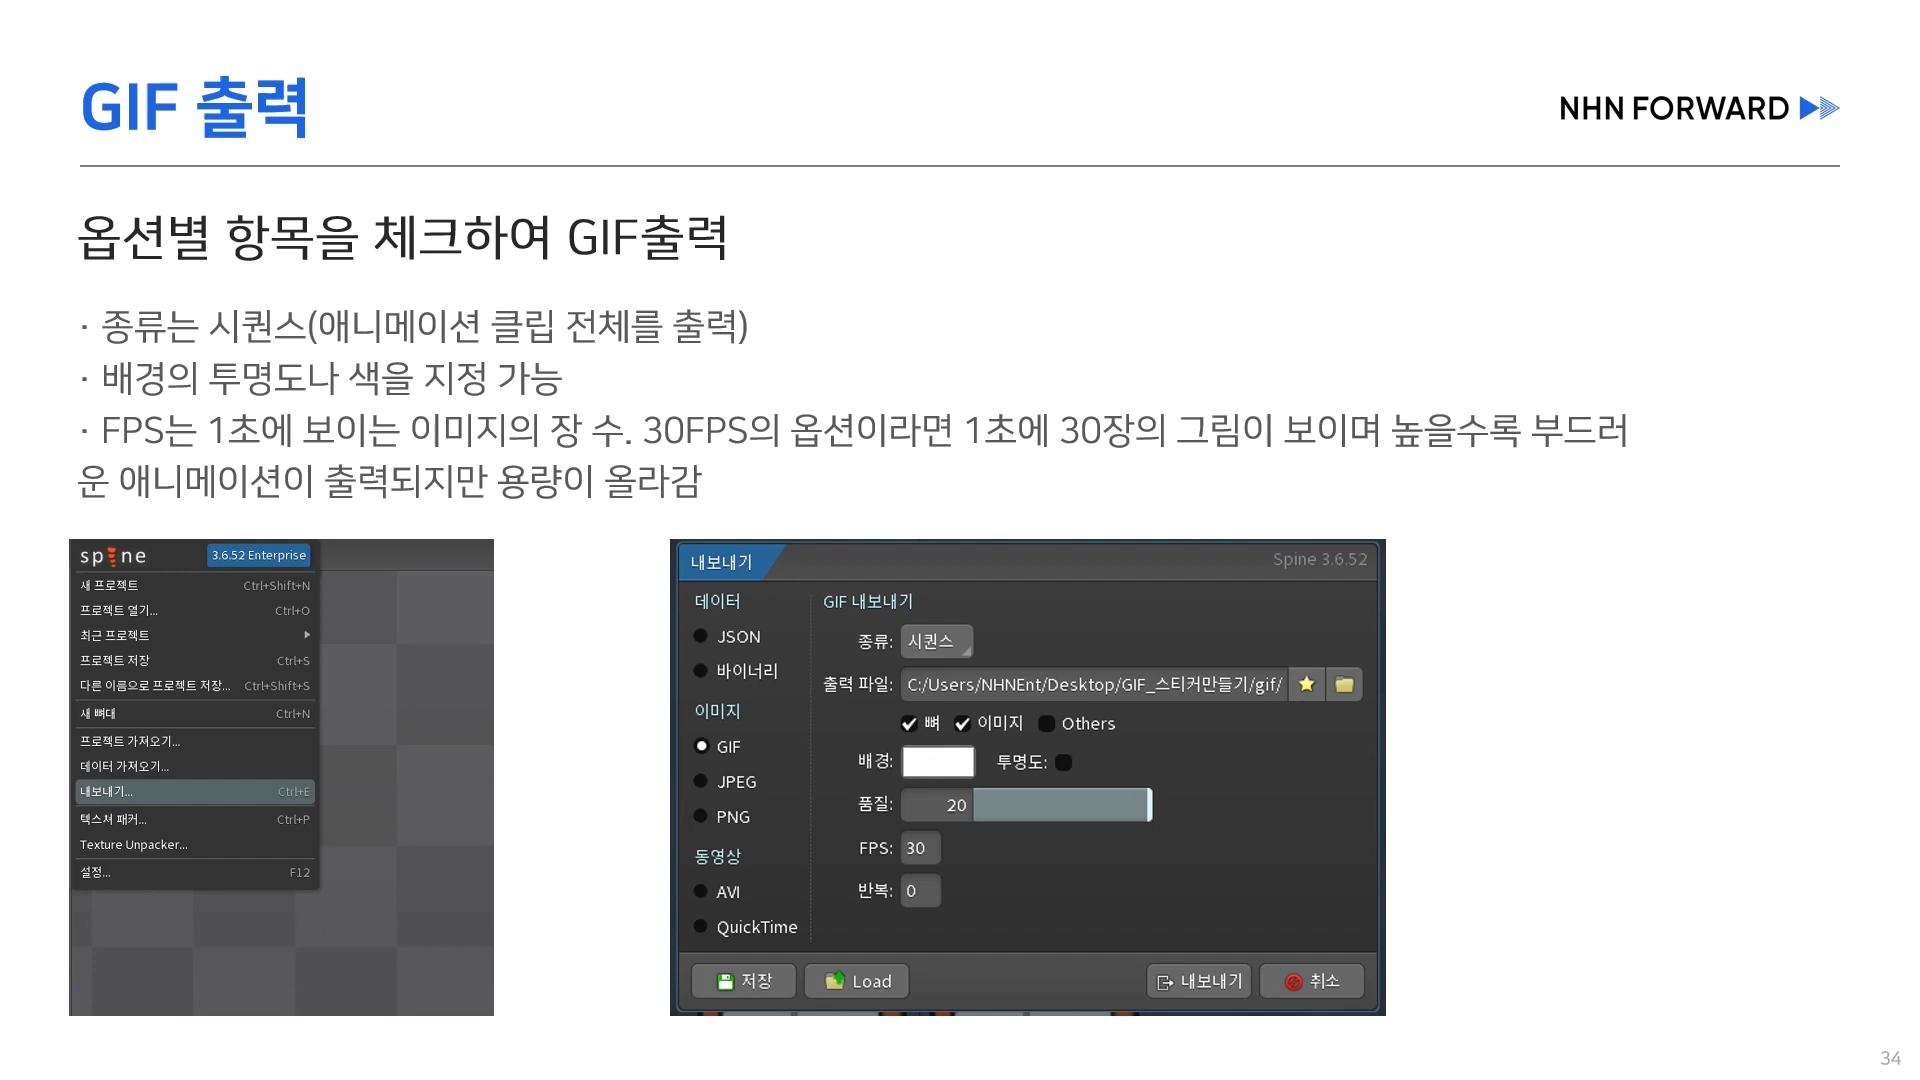 GIF 출력
NHN FORWARD
옵션별 항목을 체크하여 GIF출력
· 종류는 시퀀스(애니메이션 클립 전체를 출력)
· 배경의 투명도나 색을 지정 가능
· FPS는 1초에 보이는 이미지의 장 수. 30FPS의 옵션이라면 1초에 30장의 그림이 보이며 높을수록 부드러
운 애니메이션이 출력되지만 용량이 올라감
spine 3.6.52 Enterprise
새 프로젝트 Ctrl+Shift+N
프로젝트 열기... Ctrl+O
최근 프로젝트
프로젝트 저장 Ctrl+S
다른 이름으로 프로젝트 저장... Ctrl+Shift+S
새 뼈대 Ctrl+N
프로젝트 가져오기...
데이터 가져오기...
내보내기... Ctrl+E
텍스쳐 패커... Ctrl+P
Texture Unpacker...
설정... F12
내보내기 Spine 3.6.52
데이터
JSON
바이너리
이미지
GIF
JPEG
PNG
동영상
AVI
QuickTime
GIF 내보내기
종류: 시퀀스
출력 파일: C:/Users/NHNEnt/Desktop/GIF_스티커만들기/gif/
뼈 이미지 Others
배경: 투명도:
품질: 20
FPS: 30
반복: 0
저장 Load 내보내기 취소
34